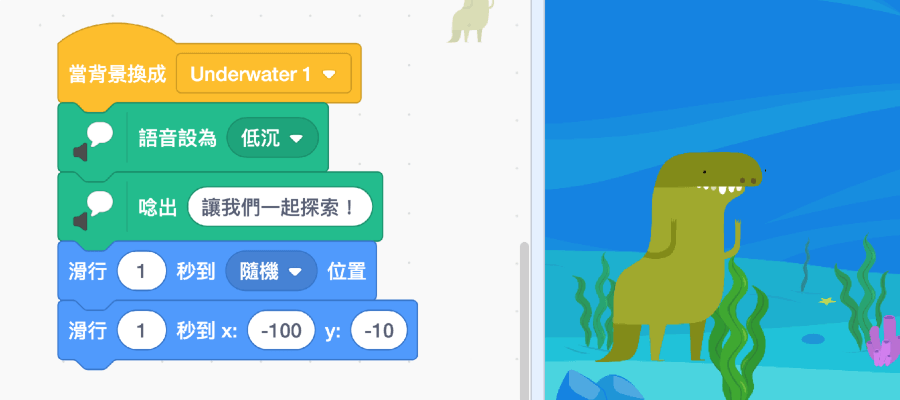 當背景換成 Underwater 1
語音設為 低沉
唸出 讓我們一起探索！
滑行 1 秒到 隨機 位置
滑行 1 秒到 x: -100 y: -10